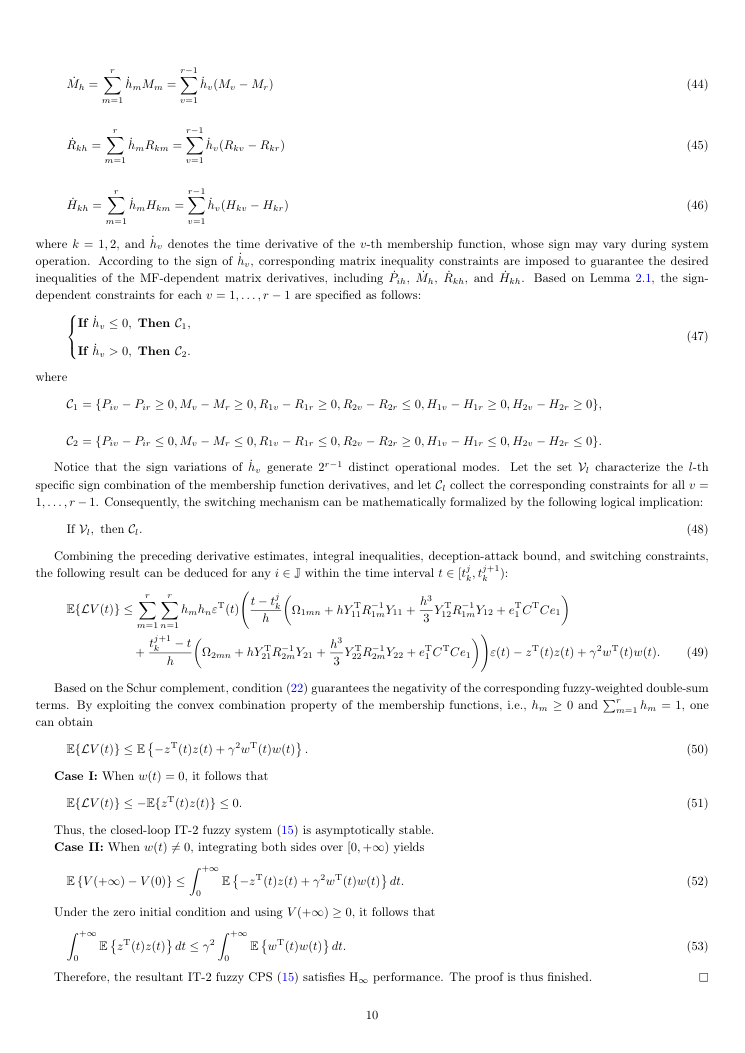 Ṁ_h = ∑_{m=1}^{r} ḣ_m M_m = ∑_{v=1}^{r−1} ḣ_v(M_v − M_r) (44)
Ṙ_{kh} = ∑_{m=1}^{r} ḣ_m R_{km} = ∑_{v=1}^{r−1} ḣ_v(R_{kv} − R_{kr}) (45)
Ḣ_{kh} = ∑_{m=1}^{r} ḣ_m H_{km} = ∑_{v=1}^{r−1} ḣ_v(H_{kv} − H_{kr}) (46)
where k = 1, 2, and ḣ_v denotes the time derivative of the v-th membership function, whose sign may vary during system
operation. According to the sign of ḣ_v, corresponding matrix inequality constraints are imposed to guarantee the desired
inequalities of the MF-dependent matrix derivatives, including Ṗ_{ih}, Ṁ_h, Ṙ_{kh}, and Ḣ_{kh}. Based on Lemma 2.1, the sign-
dependent constraints for each v = 1, . . . , r − 1 are specified as follows:
{ If ḣ_v ≤ 0, Then 𝒞_1,
If ḣ_v > 0, Then 𝒞_2. (47)
where
𝒞_1 = {P_{iv} − P_{ir} ≥ 0, M_v − M_r ≥ 0, R_{1v} − R_{1r} ≥ 0, R_{2v} − R_{2r} ≤ 0, H_{1v} − H_{1r} ≥ 0, H_{2v} − H_{2r} ≥ 0},
𝒞_2 = {P_{iv} − P_{ir} ≤ 0, M_v − M_r ≤ 0, R_{1v} − R_{1r} ≤ 0, R_{2v} − R_{2r} ≥ 0, H_{1v} − H_{1r} ≤ 0, H_{2v} − H_{2r} ≤ 0}.
Notice that the sign variations of ḣ_v generate 2^{r−1} distinct operational modes. Let the set 𝒱_l characterize the l-th
specific sign combination of the membership function derivatives, and let 𝒞_l collect the corresponding constraints for all v =
1, . . . , r − 1. Consequently, the switching mechanism can be mathematically formalized by the following logical implication:
If 𝒱_l, then 𝒞_l. (48)
Combining the preceding derivative estimates, integral inequalities, deception-attack bound, and switching constraints,
the following result can be deduced for any i ∈ 𝕁 within the time interval t ∈ [t_k^j, t_k^{j+1}):
𝔼{ℒV(t)} ≤ ∑_{m=1}^{r} ∑_{n=1}^{r} h_m h_n ε^T(t)( (t − t_k^j)/h ( Ω_{1mn} + hY_{11}^T R_{1m}^{−1} Y_{11} + h^3/3 Y_{12}^T R_{1m}^{−1} Y_{12} + e_1^T C^T C e_1 )
+ (t_k^{j+1} − t)/h ( Ω_{2mn} + hY_{21}^T R_{2m}^{−1} Y_{21} + h^3/3 Y_{22}^T R_{2m}^{−1} Y_{22} + e_1^T C^T C e_1 ) ) ε(t) − z^T(t)z(t) + γ^2 w^T(t)w(t). (49)
Based on the Schur complement, condition (22) guarantees the negativity of the corresponding fuzzy-weighted double-sum
terms. By exploiting the convex combination property of the membership functions, i.e., h_m ≥ 0 and ∑_{m=1}^{r} h_m = 1, one
can obtain
𝔼{ℒV(t)} ≤ 𝔼{−z^T(t)z(t) + γ^2 w^T(t)w(t)}. (50)
Case I: When w(t) = 0, it follows that
𝔼{ℒV(t)} ≤ −𝔼{z^T(t)z(t)} ≤ 0. (51)
Thus, the closed-loop IT-2 fuzzy system (15) is asymptotically stable.
Case II: When w(t) ≠ 0, integrating both sides over [0, +∞) yields
𝔼{V(+∞) − V(0)} ≤ ∫_0^{+∞} 𝔼{−z^T(t)z(t) + γ^2 w^T(t)w(t)} dt. (52)
Under the zero initial condition and using V(+∞) ≥ 0, it follows that
∫_0^{+∞} 𝔼{z^T(t)z(t)} dt ≤ γ^2 ∫_0^{+∞} 𝔼{w^T(t)w(t)} dt. (53)
Therefore, the resultant IT-2 fuzzy CPS (15) satisfies H_∞ performance. The proof is thus finished. □
10